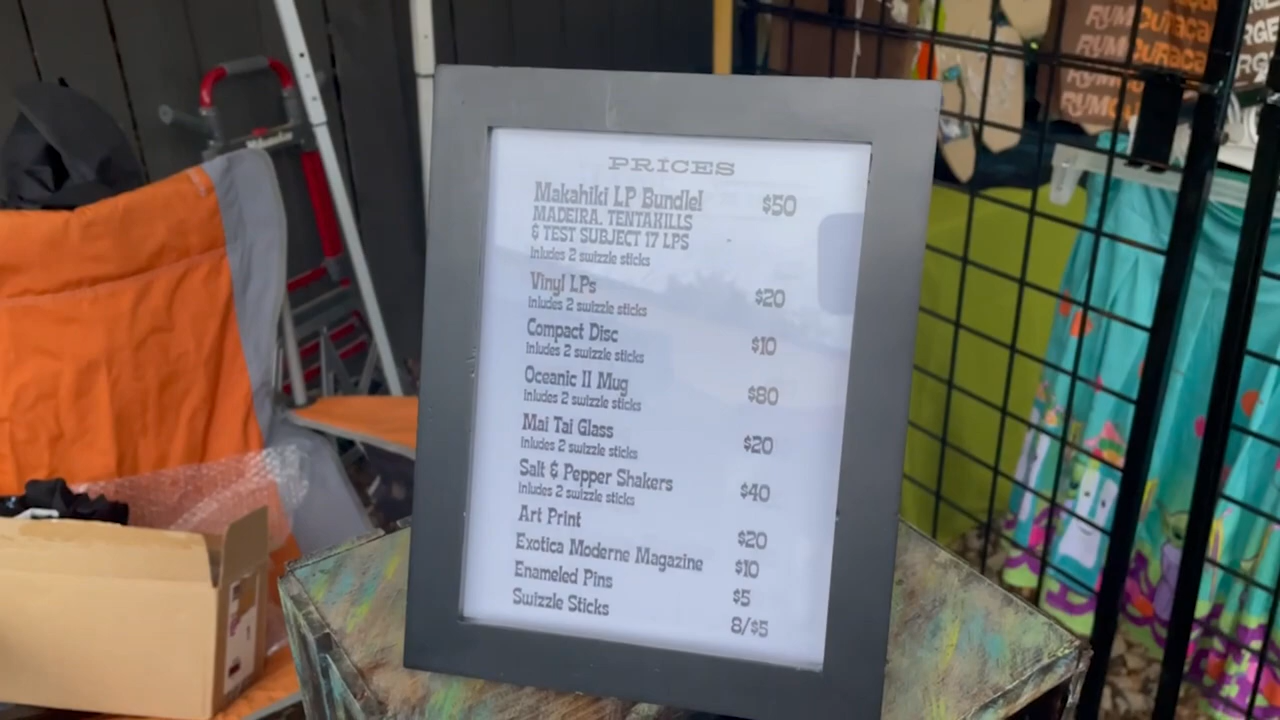 PRICES
Makahiki LP Bundle! $50
MADEIRA, TENTAKILLS
& TEST SUBJECT 17 LPS
inludes 2 swizzle sticks
Vinyl LPs $20
inludes 2 swizzle sticks
Compact Disc $10
inludes 2 swizzle sticks
Oceanic II Mug $80
inludes 2 swizzle sticks
Mai Tai Glass $20
inludes 2 swizzle sticks
Salt & Pepper Shakers $40
inludes 2 swizzle sticks
Art Print $20
Exotica Moderne Magazine $10
Enameled Pins $5
Swizzle Sticks 8/$5
RUM CURAÇAO
RUM